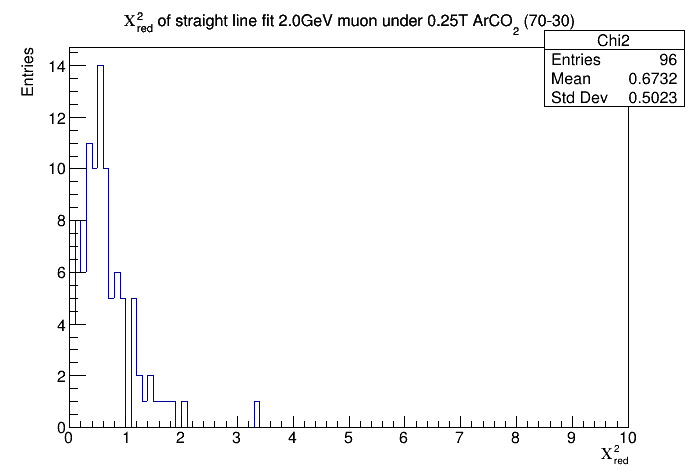 X²red of straight line fit 2.0GeV muon under 0.25T ArCO₂ (70-30)
Chi2
Entries 96
Mean 0.6732
Std Dev 0.5023
Entries
14
12
10
8
6
4
2
0
0 1 2 3 4 5 6 7 8 9 10
X²red